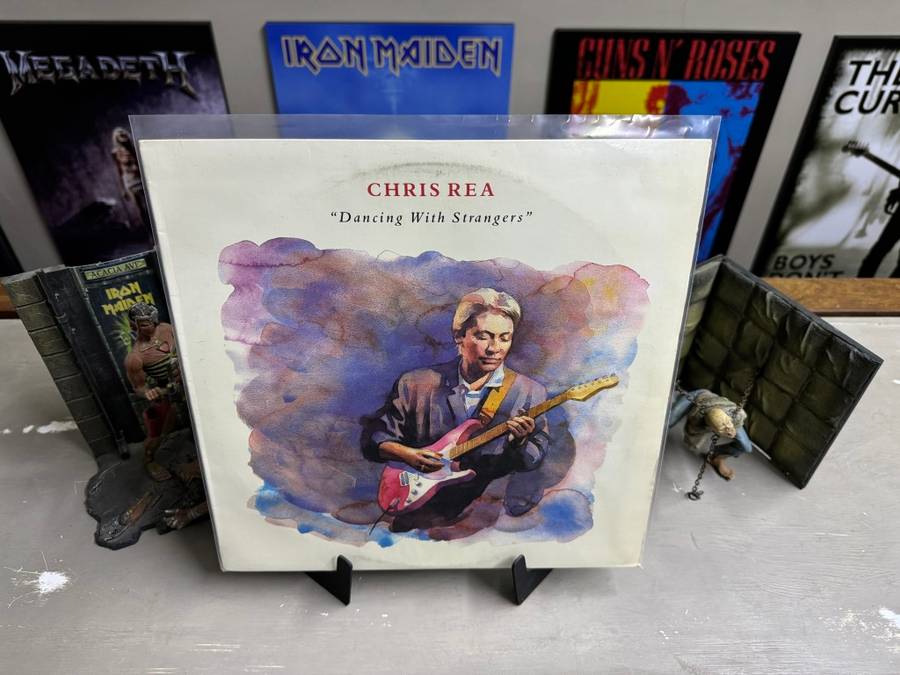 MEGADETH
IRON MAIDEN
GUNS N' ROSES
THE
CUR
CHRIS REA
“Dancing With Strangers”
BOYS
DON'T
ACACIA AVE
IRON
MAIDEN